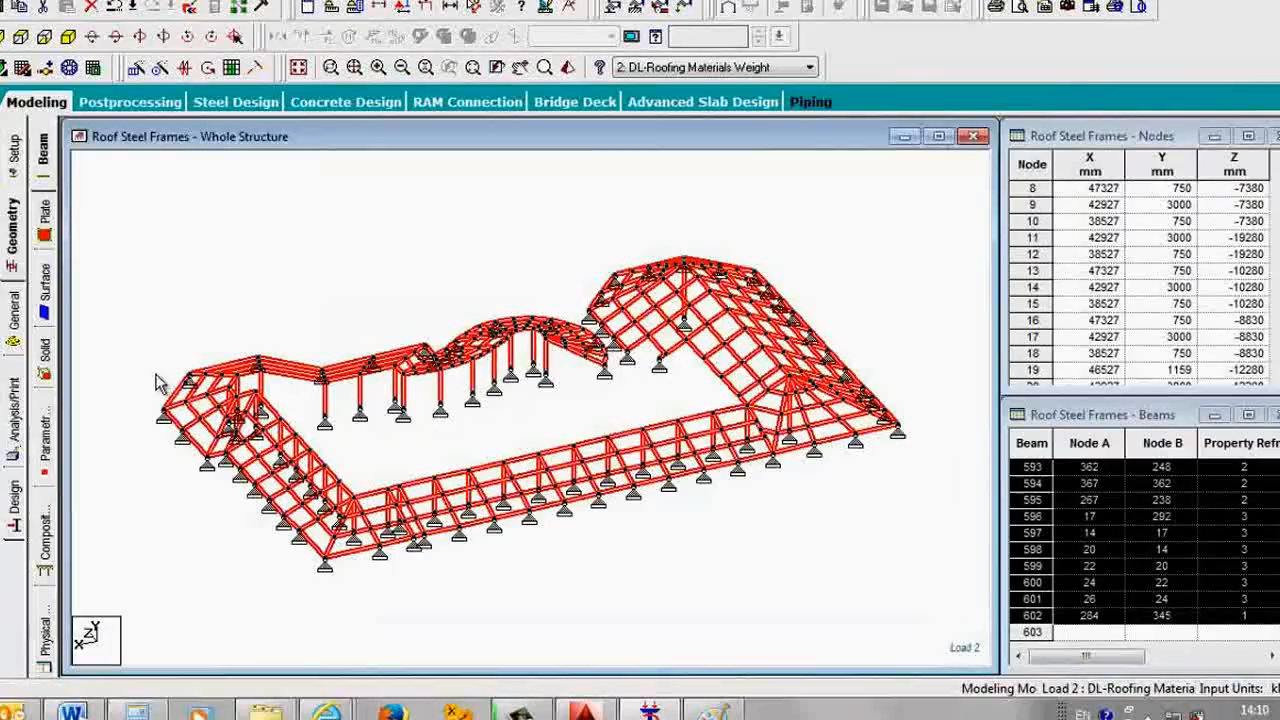 2: DL-Roofing Materials Weight
Modeling Postprocessing Steel Design Concrete Design RAM Connection Bridge Deck Advanced Slab Design Piping
Setup
Geometry
General
Analysis/Print
Design
Beam
Plate
Surface
Solid
Parametr...
Composit...
Physical ...
Roof Steel Frames - Whole Structure
Load 2
Y
Z
X
Roof Steel Frames - Nodes
Node X mm Y mm Z mm
8 47327 750 -7380
9 42927 3000 -7380
10 38527 750 -7380
11 42927 3000 -19280
12 38527 750 -19280
13 47327 750 -10280
14 42927 3000 -10280
15 38527 750 -10280
16 47327 750 -8830
17 42927 3000 -8830
18 38527 750 -8830
19 46527 1159 -12280
Roof Steel Frames - Beams
Beam Node A Node B Property Refr
593 362 248 2
594 367 362 2
595 267 238 2
596 17 292 3
597 14 17 3
598 20 14 3
599 22 20 3
600 24 22 3
601 26 24 3
602 284 345 1
603
Modeling Mo Load 2 : DL-Roofing Materia Input Units:
EN
14:10